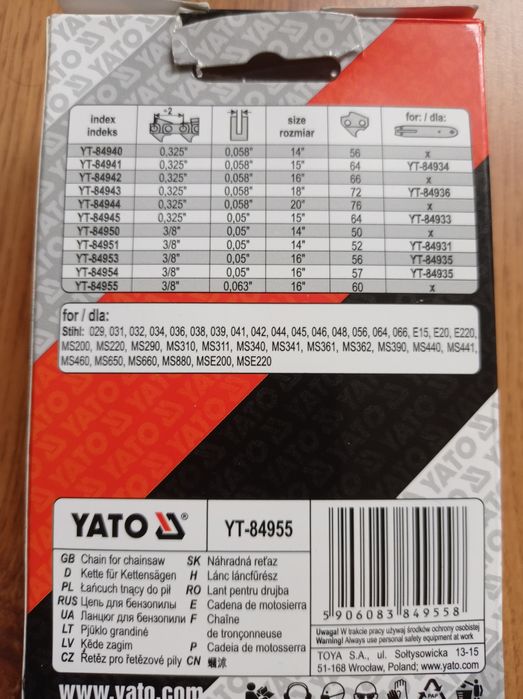 index ÷2 size for: / dla:
indeks rozmiar
YT-84940 0,325" 0,058" 14" 56 x
YT-84941 0,325" 0,058" 15" 64 YT-84934
YT-84942 0,325" 0,058" 16" 66 x
YT-84943 0,325" 0,058" 18" 72 YT-84936
YT-84944 0,325" 0,058" 20" 76 x
YT-84945 0,325" 0,05" 15" 64 YT-84933
YT-84950 3/8" 0,05" 14" 50 x
YT-84951 3/8" 0,05" 14" 52 YT-84931
YT-84953 3/8" 0,05" 16" 56 YT-84935
YT-84954 3/8" 0,05" 16" 57 YT-84935
YT-84955 3/8" 0,063" 16" 60 x
for / dla:
Stihl: 029, 031, 032, 034, 036, 038, 039, 041, 042, 044, 045, 046, 048, 056, 064, 066, E15, E20, E220,
MS200, MS220, MS290, MS310, MS311, MS340, MS341, MS361, MS362, MS390, MS440, MS441,
MS460, MS650, MS660, MS880, MSE200, MSE220
YATO YT-84955
GB Chain for chainsaw
D Kette für Kettensägen
PL Łańcuch tnący do pił
RUS Цепь для бензопилы
UA Ланцюг для бензопили
LT Pjūklo grandinė
LV Ķēde zagim
CZ Řetěz pro řetězové pily
SK Náhradná reťaz
H Lánc láncfűrész
RO Lant pentru drujba
E Cadena de motosierra
F Chaîne
de tronçonneuse
P Cadeia de motosserra
CN
5 906083 849558
Uwaga! W trakcie pracy używaj środków ochrony osobistej
Warning! Always use personal safety equipment at work
TOYA S.A., ul. Sołtysowicka 13-15
51-168 Wrocław, Poland; www.yato.com
www.yato.com